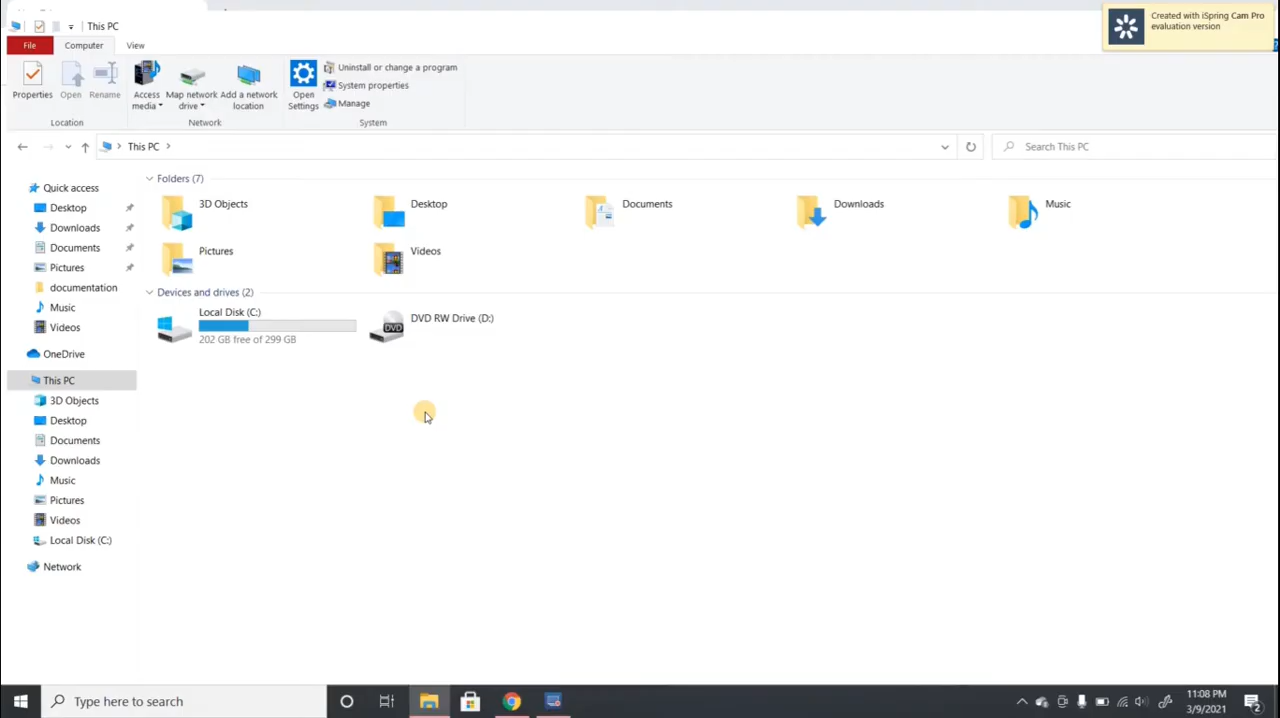 This PC
Created with iSpring Cam Pro
evaluation version
File
Computer
View
Properties
Open
Rename
Access
media
Map network
drive
Add a network
location
Open
Settings
Uninstall or change a program
System properties
Manage
Location
Network
System
This PC
Search This PC
Quick access
Desktop
Downloads
Documents
Pictures
documentation
Music
Videos
OneDrive
This PC
3D Objects
Desktop
Documents
Downloads
Music
Pictures
Videos
Local Disk (C:)
Network
Folders (7)
3D Objects
Desktop
Documents
Downloads
Music
Pictures
Videos
Devices and drives (2)
Local Disk (C:)
202 GB free of 299 GB
DVD
DVD RW Drive (D:)
Type here to search
11:08 PM
3/9/2021
2